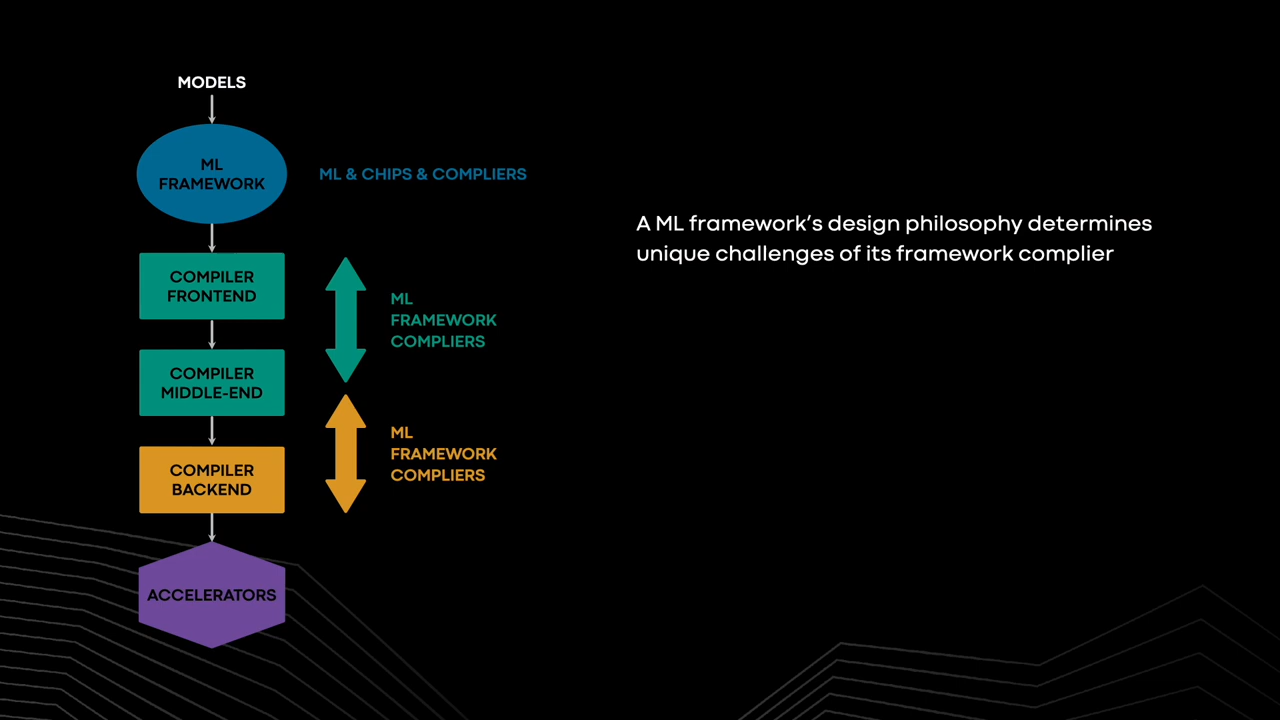 MODELS
ML
FRAMEWORK
ML & CHIPS & COMPLIERS
A ML framework’s design philosophy determines
unique challenges of its framework complier
COMPILER
FRONTEND
ML
FRAMEWORK
COMPLIERS
COMPILER
MIDDLE-END
ML
FRAMEWORK
COMPLIERS
COMPILER
BACKEND
ACCELERATORS